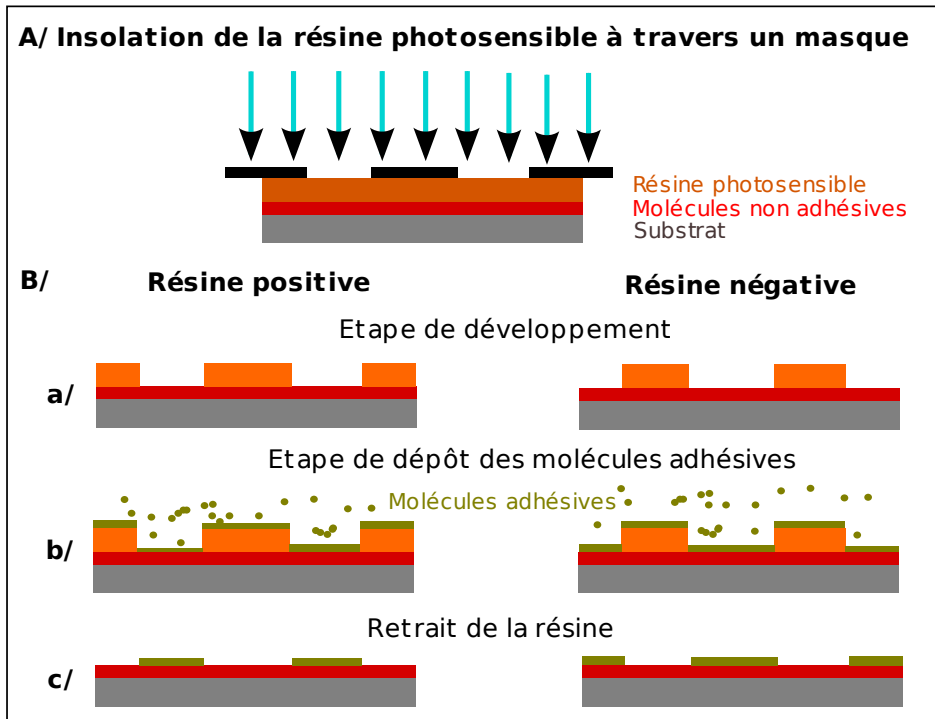 A/ Insolation de la résine photosensible à travers un masque
Résine photosensible
Molécules non adhésives
Substrat
B/
Résine positive
Résine négative
Etape de développement
a/
Etape de dépôt des molécules adhésives
Molécules adhésives
b/
Retrait de la résine
c/